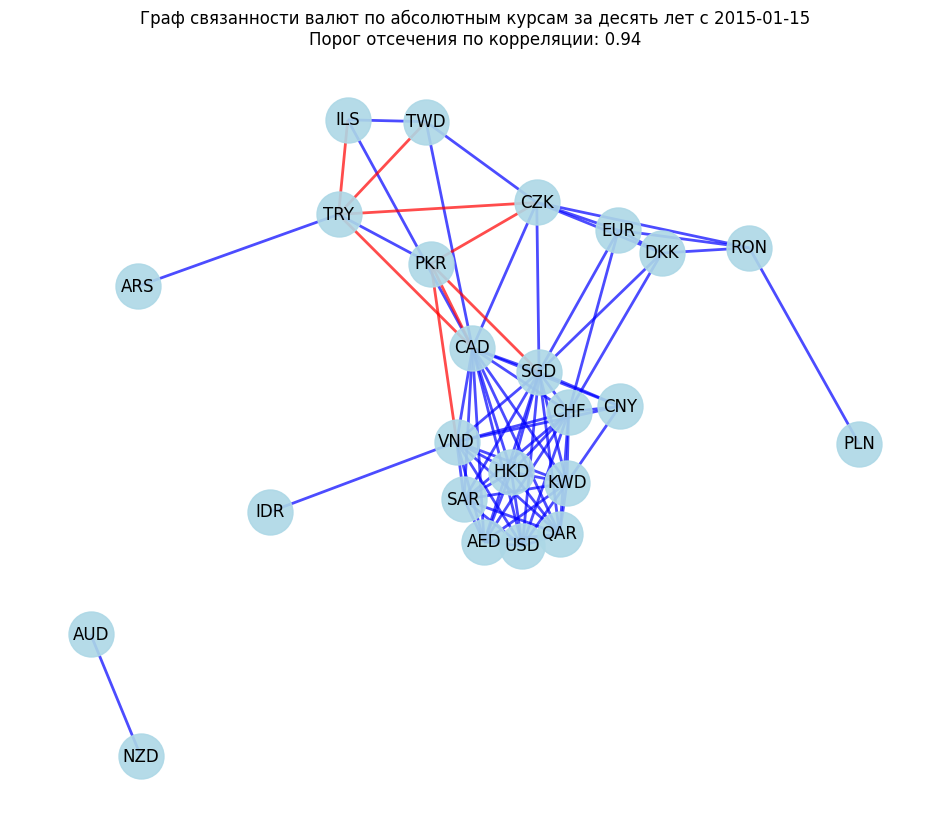 Граф связанности валют по абсолютным курсам за десять лет с 2015-01-15
Порог отсечения по корреляции: 0.94
ILS
TWD
CZK
TRY
EUR
RON
DKK
PKR
ARS
CAD
SGD
CNY
CHF
VND
PLN
HKD
KWD
SAR
IDR
QAR
AED
USD
AUD
NZD